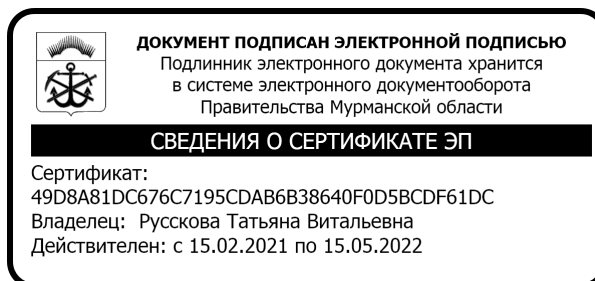 ДОКУМЕНТ ПОДПИСАН ЭЛЕКТРОННОЙ ПОДПИСЬЮ
Подлинник электронного документа хранится
в системе электронного документооборота
Правительства Мурманской области
СВЕДЕНИЯ О СЕРТИФИКАТЕ ЭП
Сертификат:
49D8A81DC676C7195CDAB6B38640F0D5BCDF61DC
Владелец: Русскова Татьяна Витальевна
Действителен: с 15.02.2021 по 15.05.2022